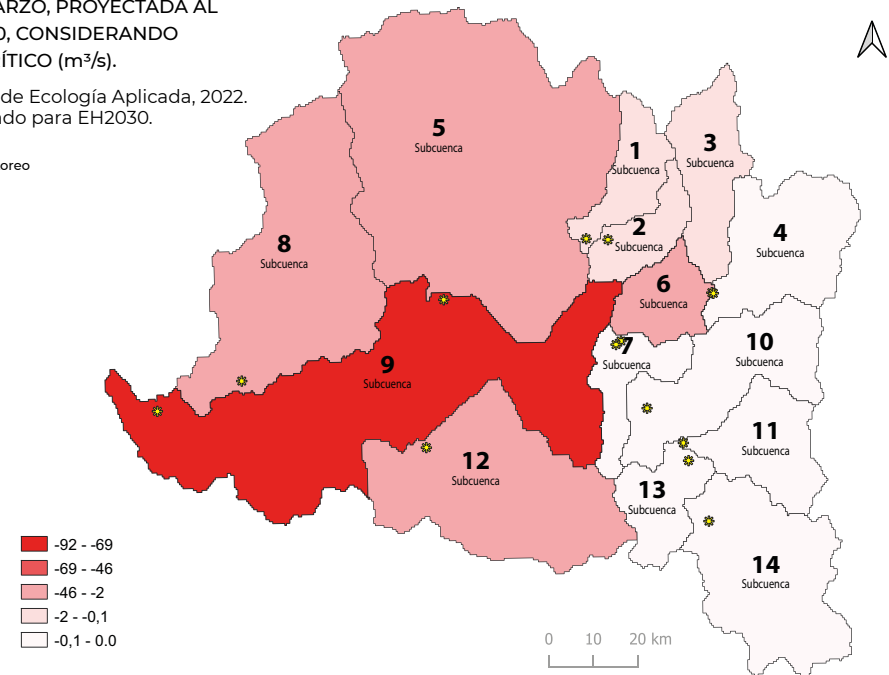 ARZO, PROYECTADA AL
0, CONSIDERANDO
ÍTICO (m³/s).
de Ecología Aplicada, 2022.
ado para EH2030.
oreo
5
Subcuenca
1
Subcuenca
3
Subcuenca
2
Subcuenca
4
Subcuenca
8
Subcuenca
6
Subcuenca
7
Subcuenca
10
Subcuenca
9
Subcuenca
11
Subcuenca
12
Subcuenca
13
Subcuenca
14
Subcuenca
-92 - -69
-69 - -46
-46 - -2
-2 - -0,1
-0,1 - 0.0
0 10 20 km